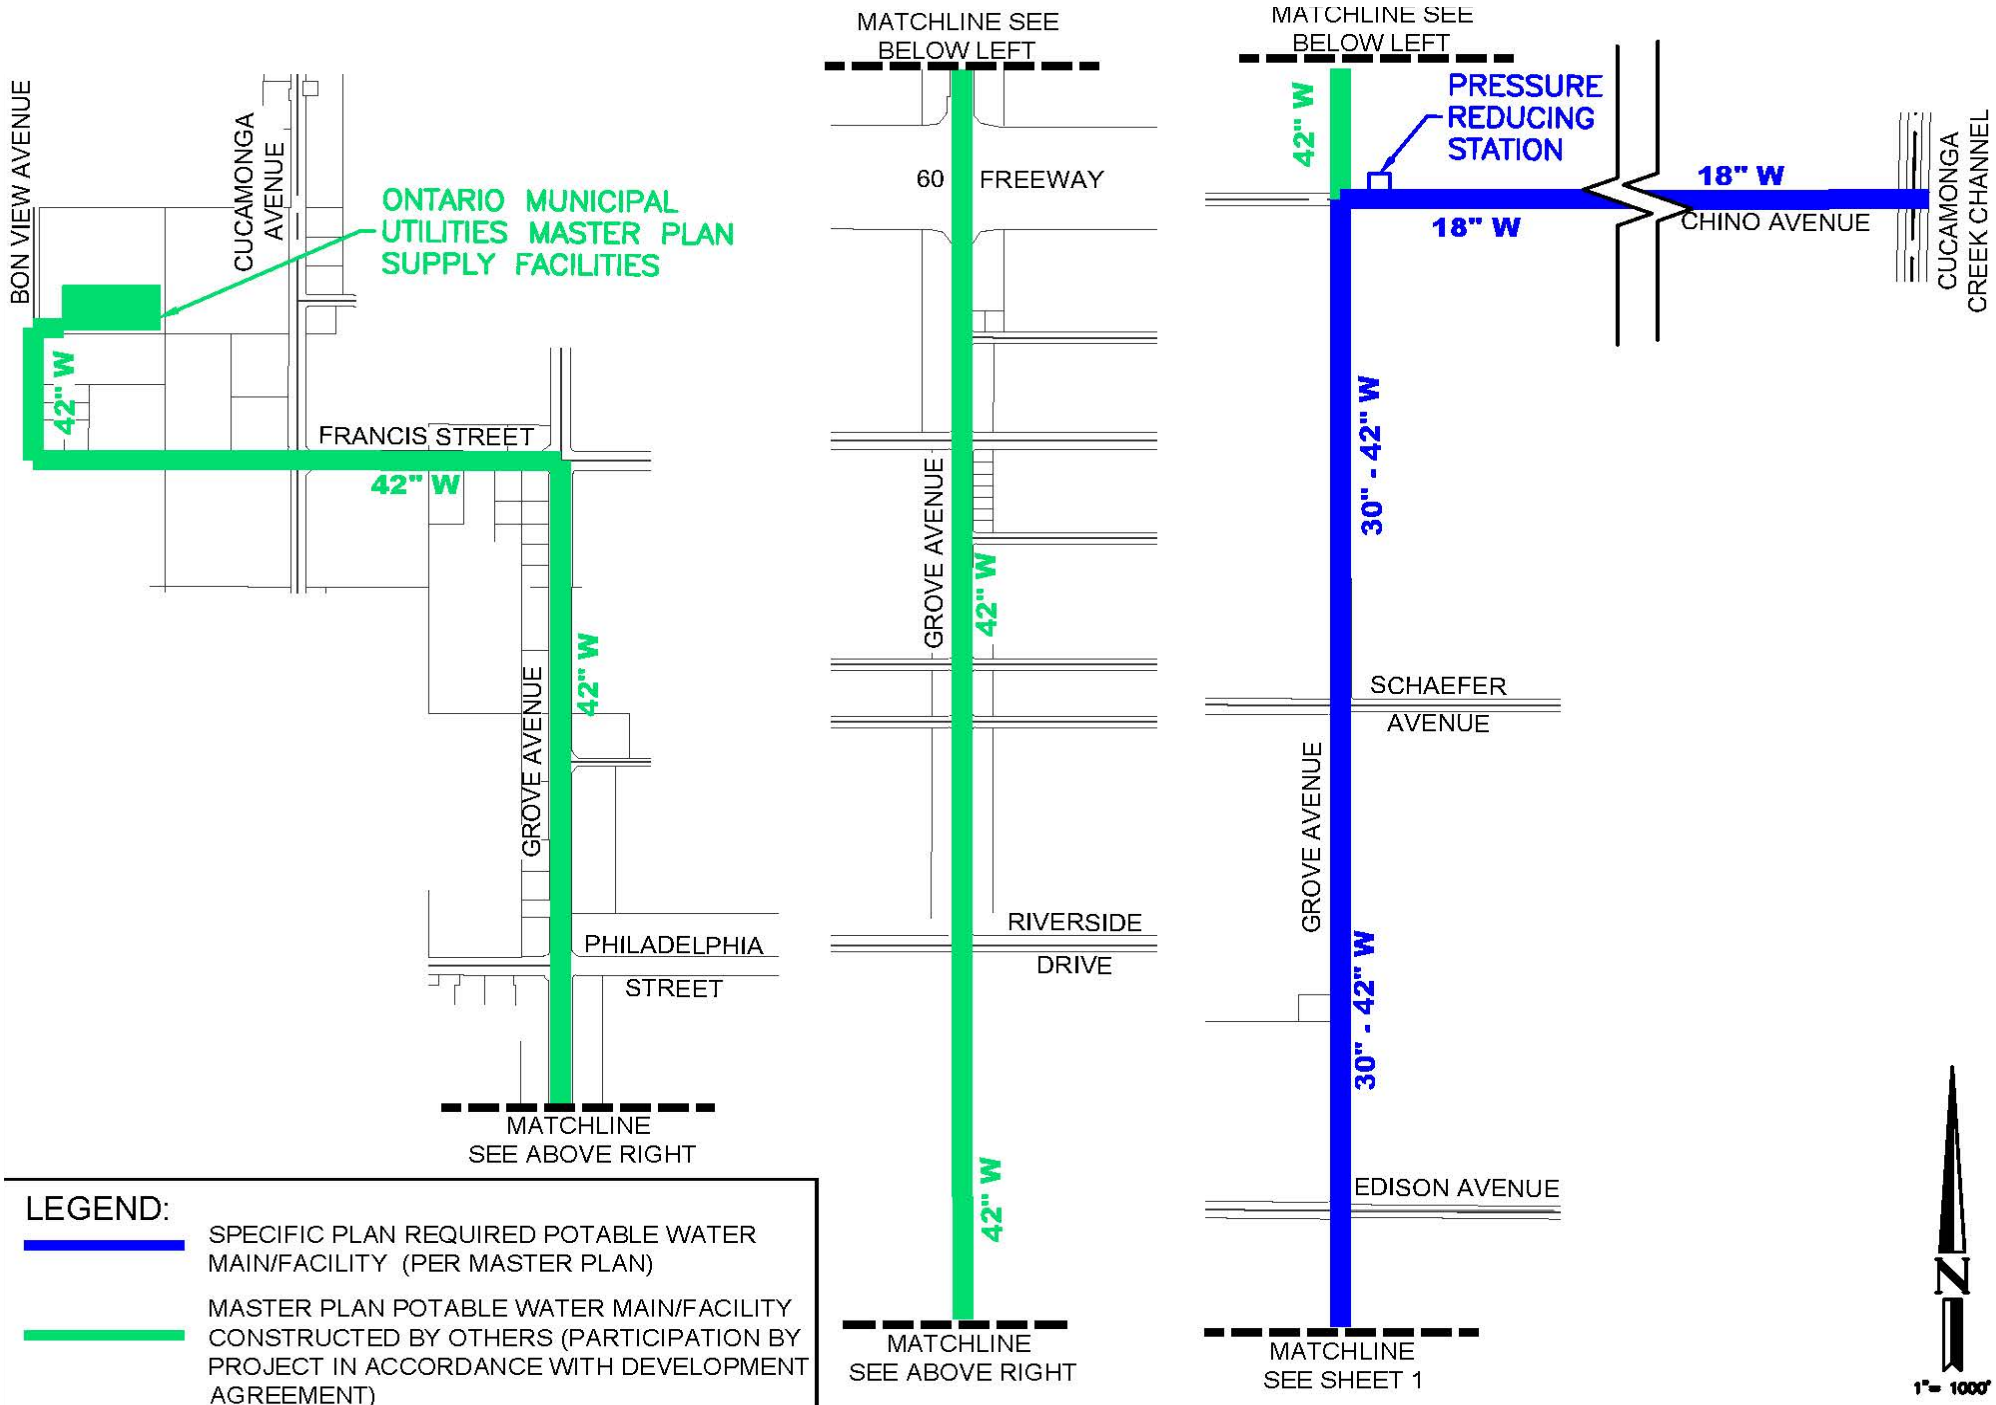 BON VIEW AVENUE
CUCAMONGA
AVENUE
ONTARIO MUNICIPAL
UTILITIES MASTER PLAN
SUPPLY FACILITIES
42" W
FRANCIS STREET
42" W
42" W
GROVE AVENUE
PHILADELPHIA
STREET
MATCHLINE
SEE ABOVE RIGHT
MATCHLINE SEE
BELOW LEFT
60 FREEWAY
GROVE AVENUE
42" W
RIVERSIDE
DRIVE
42" W
MATCHLINE
SEE ABOVE RIGHT
MATCHLINE SEE
BELOW LEFT
42" W
PRESSURE
REDUCING
STATION
18" W
18" W
CHINO AVENUE
CUCAMONGA
CREEK CHANNEL
30" - 42" W
SCHAEFER
AVENUE
GROVE AVENUE
30" - 42" W
EDISON AVENUE
MATCHLINE
SEE SHEET 1
N
1"= 1000'
LEGEND:
SPECIFIC PLAN REQUIRED POTABLE WATER
MAIN/FACILITY (PER MASTER PLAN)
MASTER PLAN POTABLE WATER MAIN/FACILITY
CONSTRUCTED BY OTHERS (PARTICIPATION BY
PROJECT IN ACCORDANCE WITH DEVELOPMENT
AGREEMENT)